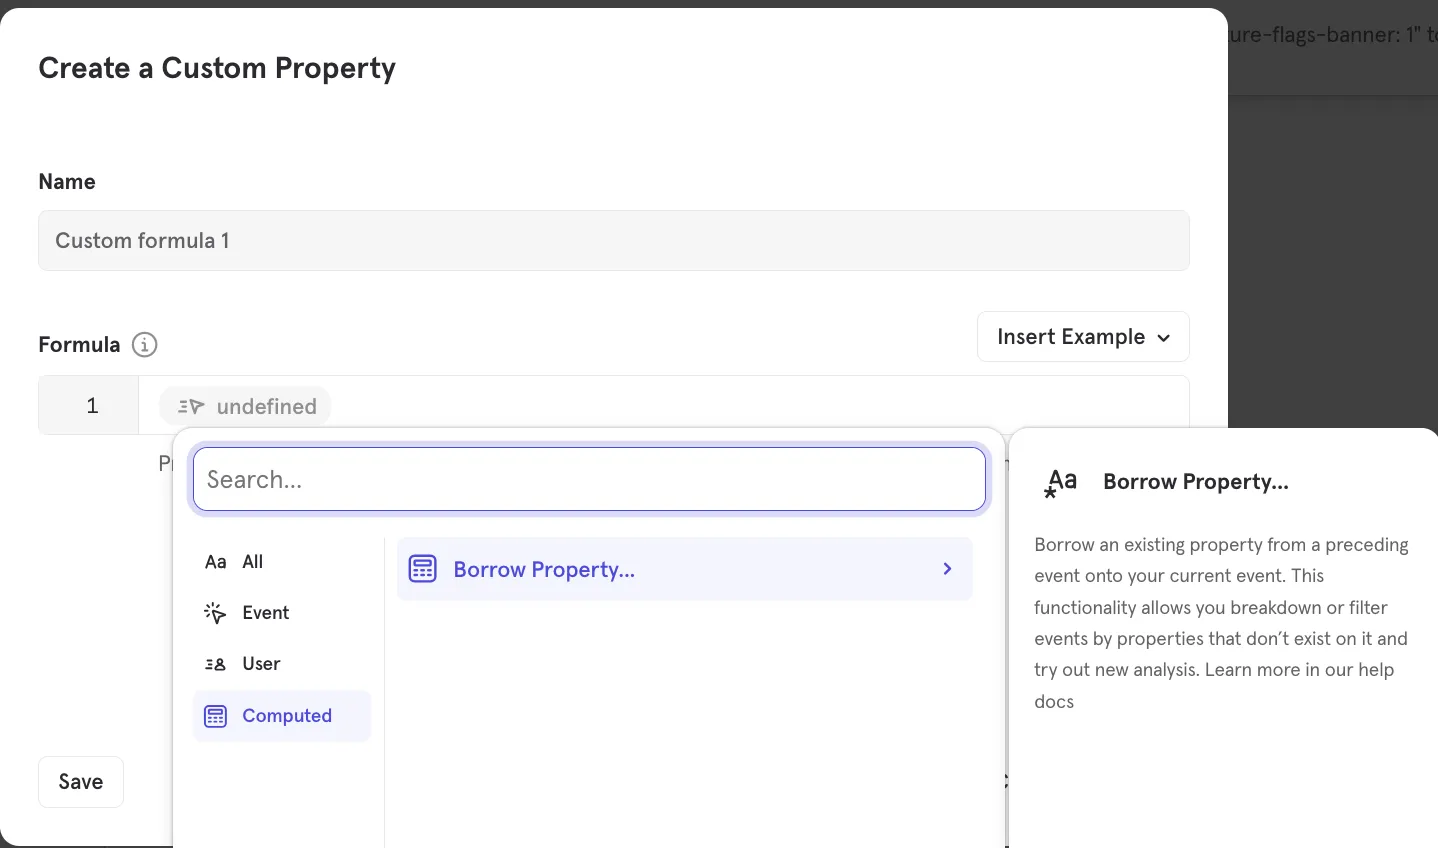 ure-flags-banner: 1" to
Create a Custom Property
Name
Custom formula 1
Formula
Insert Example
1
undefined
Search...
Aa All
Event
User
Computed
Borrow Property...
Aa Borrow Property...
Borrow an existing property from a preceding
event onto your current event. This
functionality allows you breakdown or filter
events by properties that don’t exist on it and
try out new analysis. Learn more in our help
docs
Save